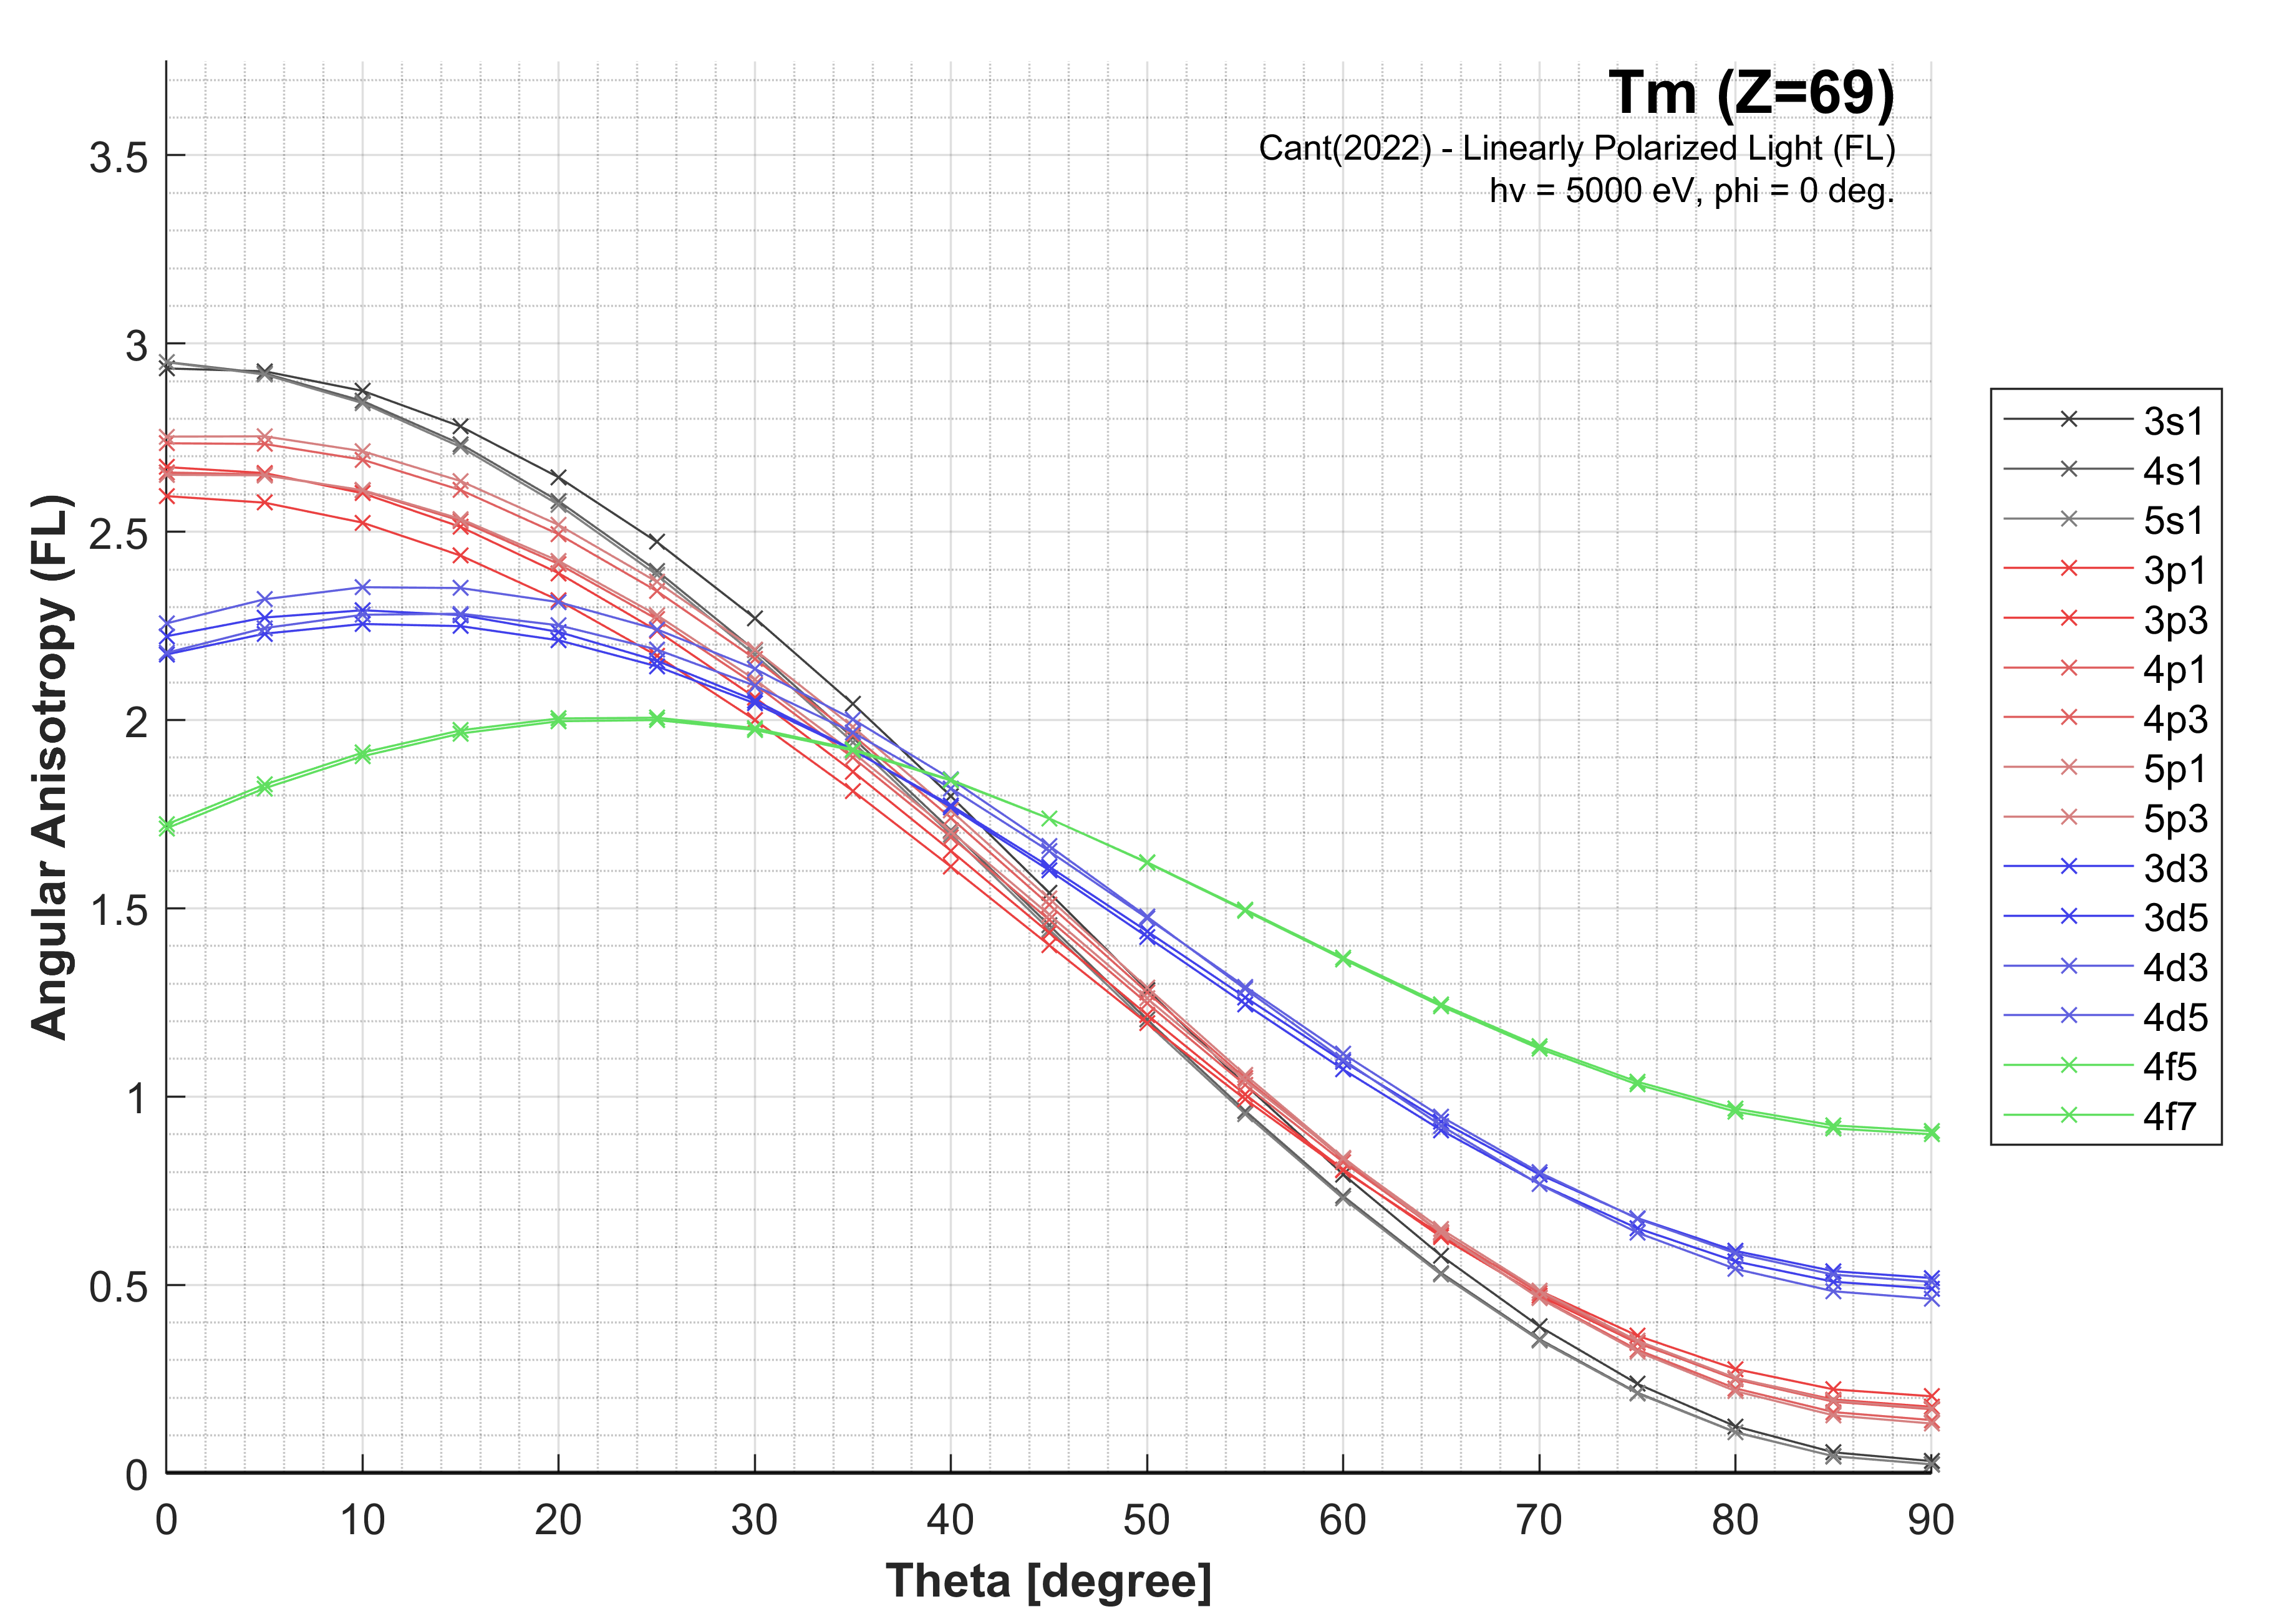 Tm (Z=69)
Cant(2022) - Linearly Polarized Light (FL)
hv = 5000 eV, phi = 0 deg.
Angular Anisotropy (FL)
3.5
3
2.5
2
1.5
1
0.5
0
0 10 20 30 40 50 60 70 80 90
Theta [degree]
3s1
4s1
5s1
3p1
3p3
4p1
4p3
5p1
5p3
3d3
3d5
4d3
4d5
4f5
4f7